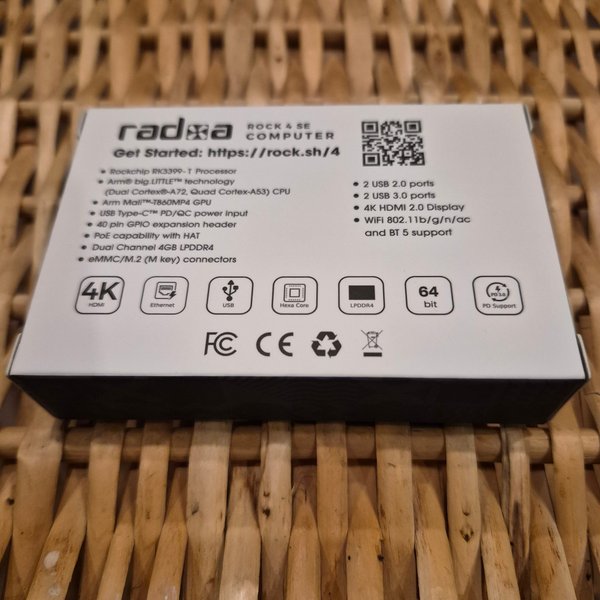 radxa ROCK 4 SE
COMPUTER
Get Started: https://rock.sh/4
• Rockchip RK3399-T Processor
• Arm® big.LITTLE™ technology
(Dual Cortex®-A72, Quad Cortex-A53) CPU
• Arm Mali™-T860MP4 GPU
• USB Type-C™ PD/QC power input
• 40 pin GPIO expansion header
• PoE capability with HAT
• Dual Channel 4GB LPDDR4
• eMMC/M.2 (M key) connectors
• 2 USB 2.0 ports
• 2 USB 3.0 ports
• 4K HDMI 2.0 Display
• WiFi 802.11b/g/n/ac
and BT 5 support
4K
HDMI
Ethernet
USB
Hexa Core
LPDDR4
64
bit
PD 3.0
PD Support
FC CE